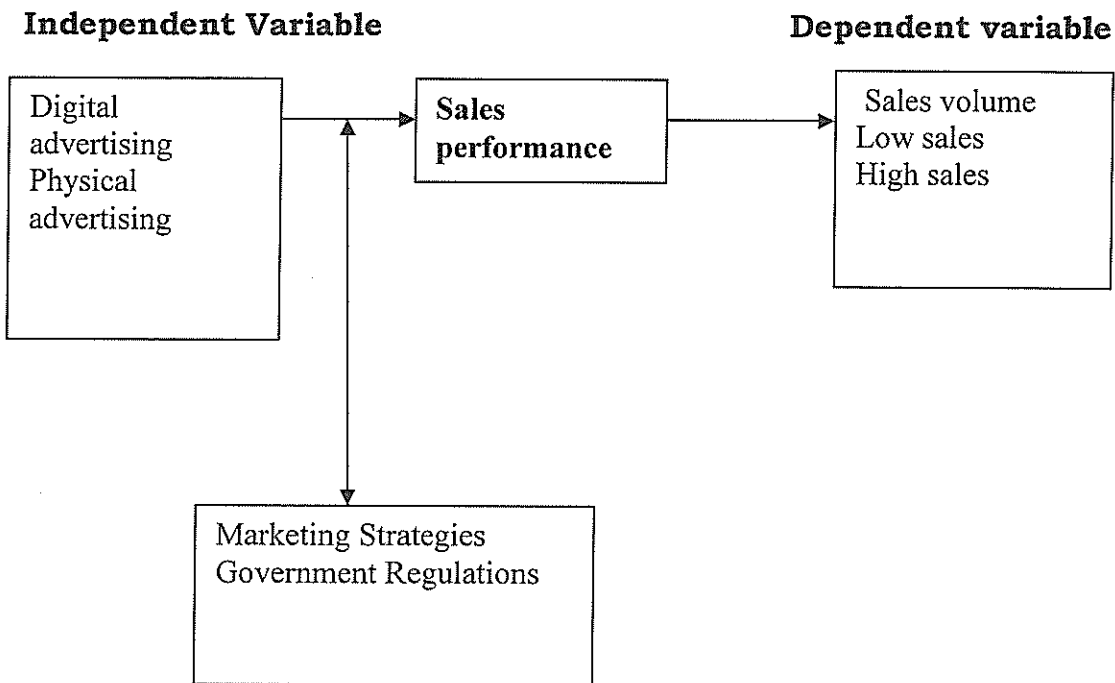 Independent Variable
Dependent variable
Digital
advertising
Physical
advertising
Sales
performance
Sales volume
Low sales
High sales
Marketing Strategies
Government Regulations